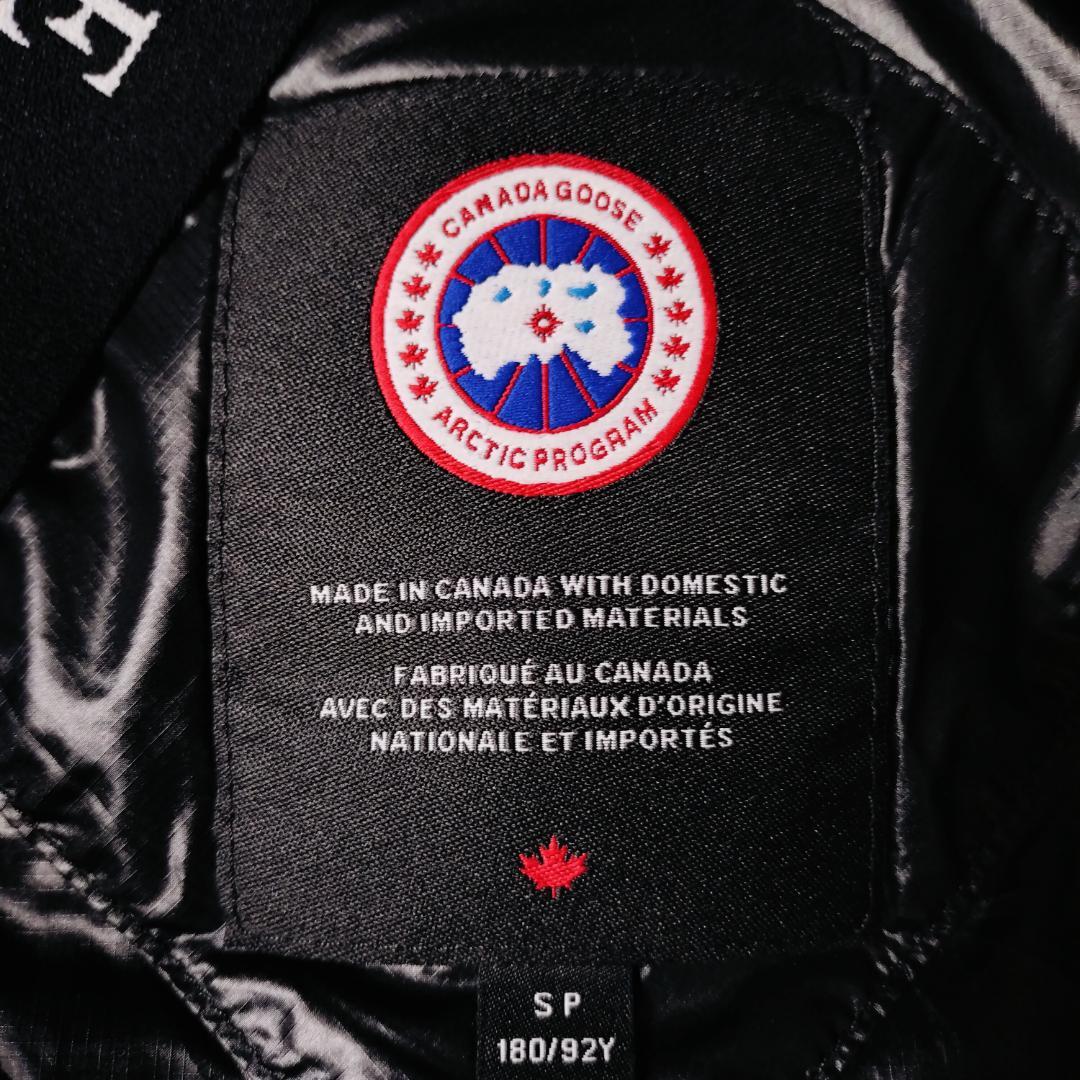 CANADA GOOSE
ARCTIC PROGRAM
MADE IN CANADA WITH DOMESTIC
AND IMPORTED MATERIALS
FABRIQUÉ AU CANADA
AVEC DES MATÉRIAUX D'ORIGINE
NATIONALE ET IMPORTÉS
S P
180/92Y